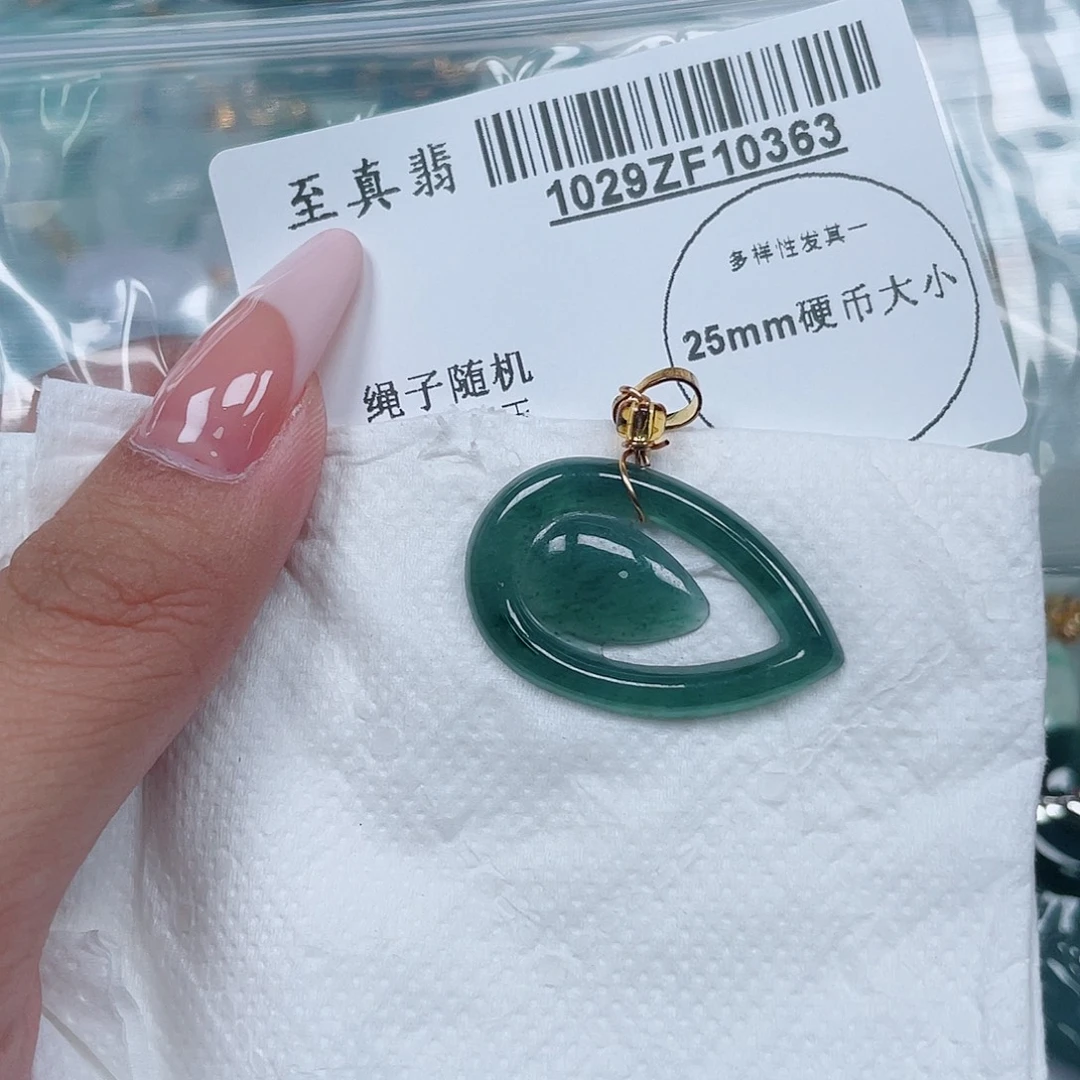 至真翡
1029ZF10363
多样性发其一
25mm硬币大小
绳子随机